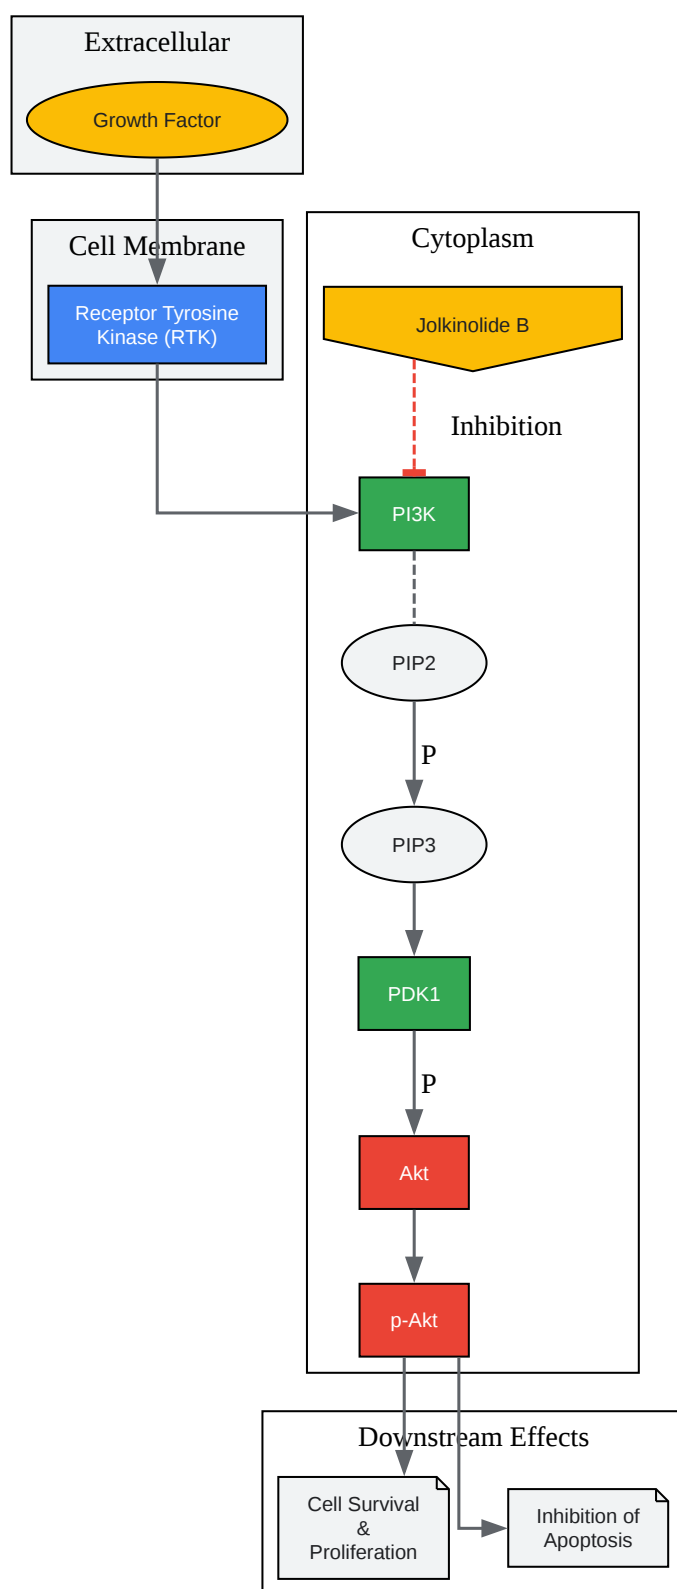 Extracellular
Growth Factor
Cell Membrane
Receptor Tyrosine
Kinase (RTK)
Cytoplasm
Jolkinolide B
Inhibition
PI3K
PIP2
P
PIP3
PDK1
P
Akt
p-Akt
Downstream Effects
Cell Survival
&
Proliferation
Inhibition of
Apoptosis